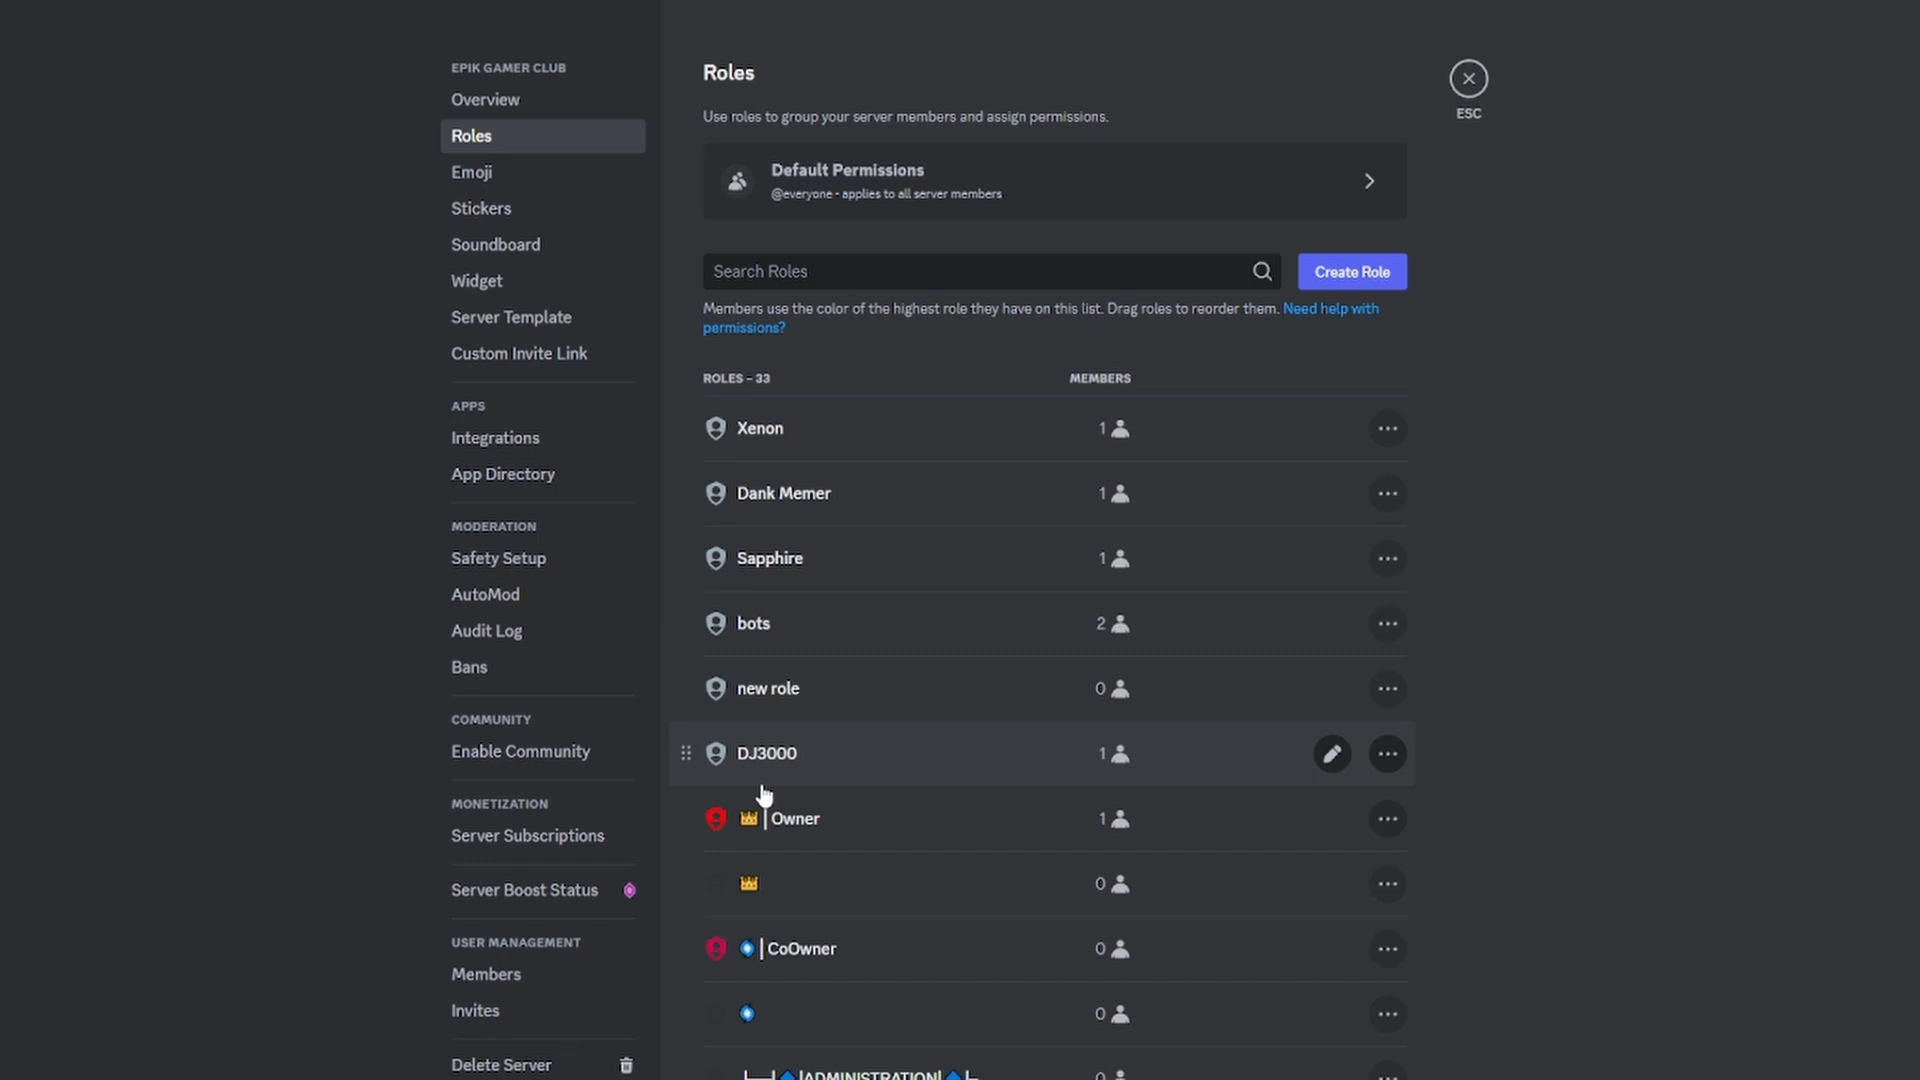 EPIK GAMER CLUB
Overview
Roles
Emoji
Stickers
Soundboard
Widget
Server Template
Custom Invite Link
APPS
Integrations
App Directory
MODERATION
Safety Setup
AutoMod
Audit Log
Bans
COMMUNITY
Enable Community
MONETIZATION
Server Subscriptions
Server Boost Status
USER MANAGEMENT
Members
Invites
Delete Server
Roles
Use roles to group your server members and assign permissions.
Default Permissions
@everyone • applies to all server members
Search Roles
Create Role
Members use the color of the highest role they have on this list. Drag roles to reorder them. Need help with
permissions?
ROLES – 33 MEMBERS
Xenon 1
Dank Memer 1
Sapphire 1
bots 2
new role 0
DJ3000 1
👑 | Owner 1
👑 0
CoOwner 0
0
ADMINISTRATION 0
ESC